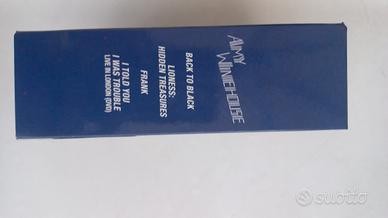 AMY
WINEHOUSE
BACK TO BLACK
LIONESS:
HIDDEN TREASURES
FRANK
I TOLD YOU
I WAS TROUBLE
LIVE IN LONDON (DVD)
subito